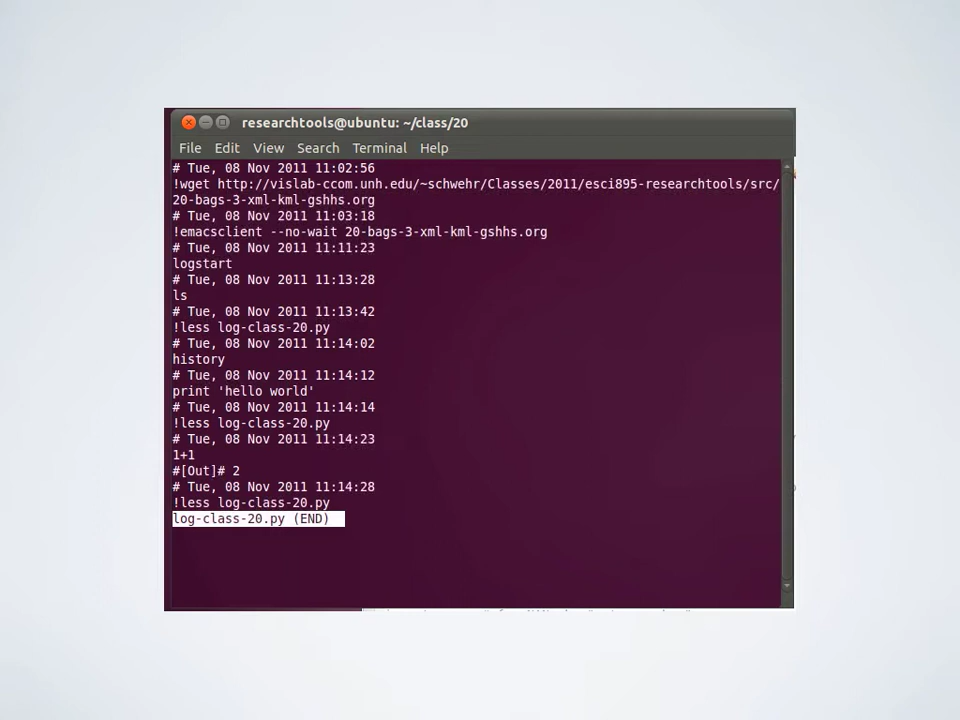 researchtools@ubuntu: ~/class/20
File Edit View Search Terminal Help
# Tue, 08 Nov 2011 11:02:56
!wget http://vislab-ccom.unh.edu/~schwehr/Classes/2011/esci895-researchtools/src/
20-bags-3-xml-kml-gshhs.org
# Tue, 08 Nov 2011 11:03:18
!emacsclient --no-wait 20-bags-3-xml-kml-gshhs.org
# Tue, 08 Nov 2011 11:11:23
logstart
# Tue, 08 Nov 2011 11:13:28
ls
# Tue, 08 Nov 2011 11:13:42
!less log-class-20.py
# Tue, 08 Nov 2011 11:14:02
history
# Tue, 08 Nov 2011 11:14:12
print 'hello world'
# Tue, 08 Nov 2011 11:14:14
!less log-class-20.py
# Tue, 08 Nov 2011 11:14:23
1+1
#[Out]# 2
# Tue, 08 Nov 2011 11:14:28
!less log-class-20.py
log-class-20.py (END)